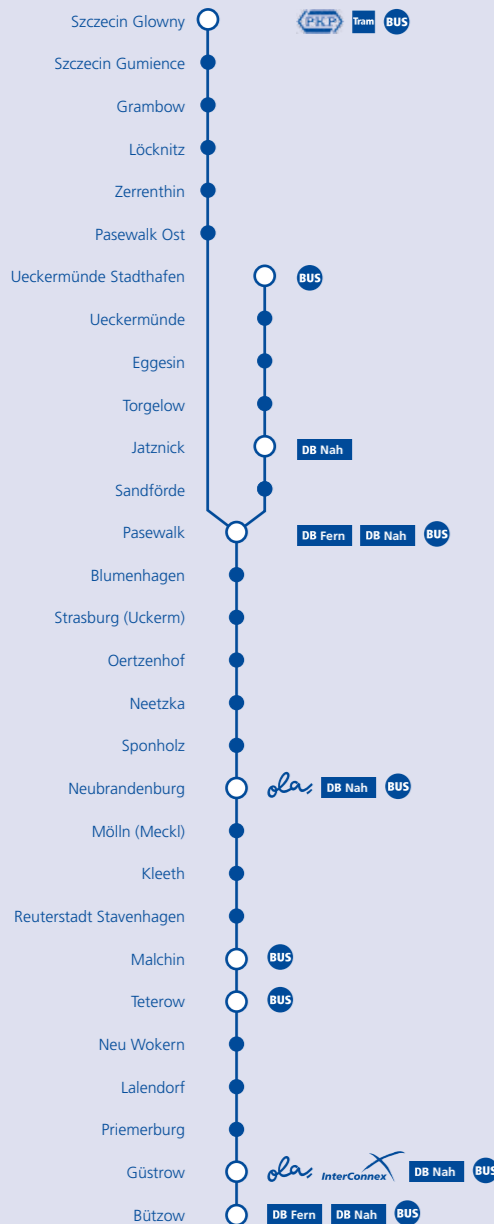 Szczecin Glowny PKP Tram BUS
Szczecin Gumience
Grambow
Löcknitz
Zerrenthin
Pasewalk Ost
Ueckermünde Stadthafen BUS
Ueckermünde
Eggesin
Torgelow
Jatznick DB Nah
Sandförde
Pasewalk DB Fern DB Nah BUS
Blumenhagen
Strasburg (Uckerm)
Oertzenhof
Neetzka
Sponholz
Neubrandenburg ola DB Nah BUS
Mölln (Meckl)
Kleeth
Reuterstadt Stavenhagen
Malchin BUS
Teterow BUS
Neu Wokern
Lalendorf
Priemerburg
Güstrow ola InterConnex DB Nah BUS
Bützow DB Fern DB Nah BUS